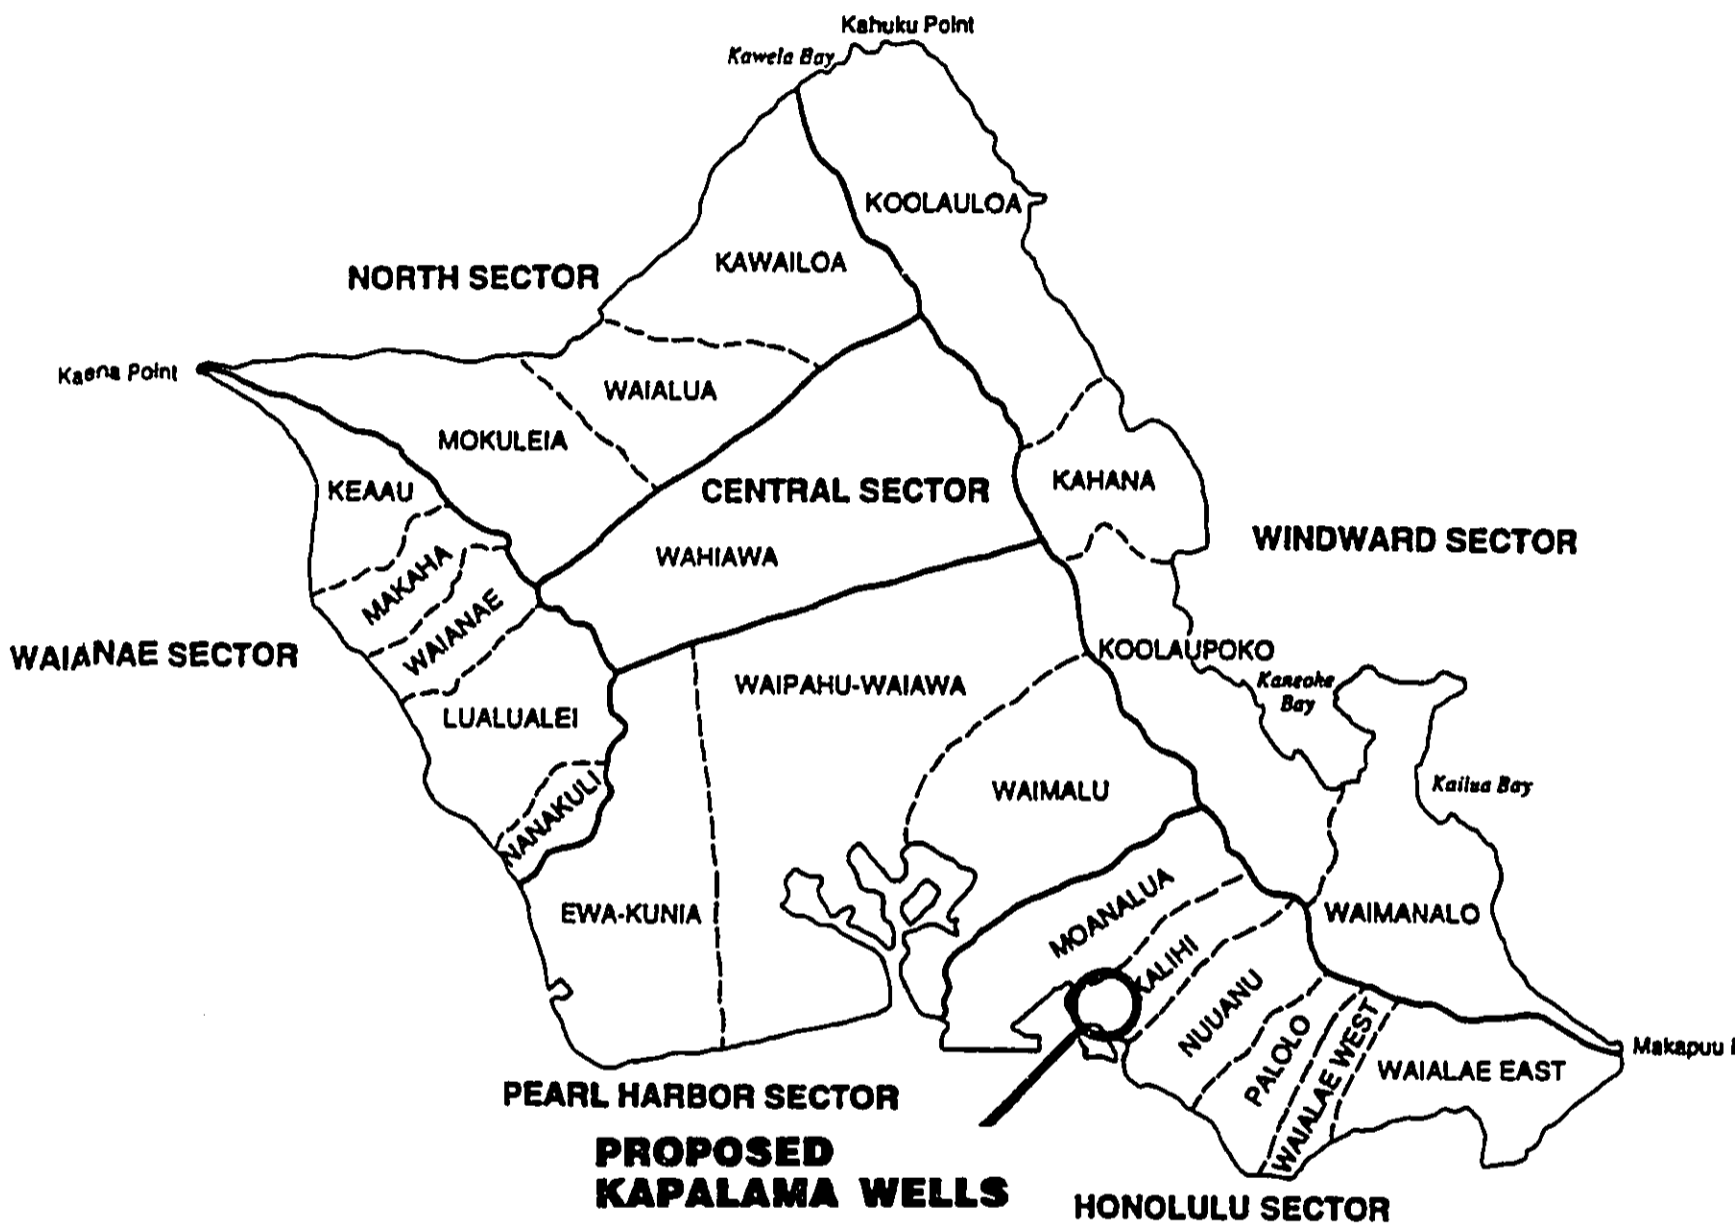 Kahuku Point
Kawela Bay
KOOLAULOA
KAWAILOA
NORTH SECTOR
Kaena Point
WAIALUA
MOKULEIA
KEAAU
CENTRAL SECTOR
KAHANA
WINDWARD SECTOR
WAHIAWA
MAKAHA
WAIANAE
WAIANAE SECTOR
KOOLAUPOKO
WAIPAHU-WAIAWA
Kaneohe
Bay
LUALUALEI
NANAKULI
WAIMALU
Kailua Bay
EWA-KUNIA
MOANALUA
WAIMANALO
KALIHI
NUUANU
PALOLO
WAIALAE WEST
WAIALAE EAST
Makapuu
PEARL HARBOR SECTOR
PROPOSED
KAPALAMA WELLS
HONOLULU SECTOR